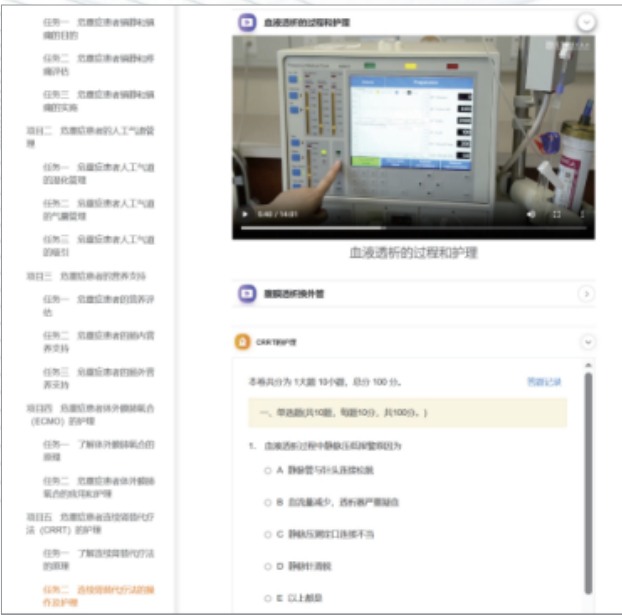 任务一 危重症患者镇静和镇
痛的目的
任务二 危重症患者镇静和疼
痛评估
任务三 危重症患者镇静和镇
痛的实施
项目二 危重症患者的人工气道管
理
任务一 危重症患者人工气道
的湿化管理
任务二 危重症患者人工气道
的气囊管理
任务三 危重症患者人工气道
的吸引
项目三 危重症患者的营养支持
任务一 危重症患者的营养评
估
任务二 危重症患者的肠内营
养支持
任务三 危重症患者的肠外营
养支持
项目四 危重症患者体外膜肺氧合
（ECMO）的护理
任务一 了解体外膜肺氧合的
原理
任务二 危重症患者体外膜肺
氧合的应用和护理
项目五 危重症患者连续肾替代疗
法（CRRT）的护理
任务一 了解连续肾替代疗法
的原理
任务二 连续肾替代疗法的操
作及护理
血液透析的过程和护理
5:40 / 14:01
血液透析的过程和护理
腹膜透析换外管
CRRT的护理
本卷共分为 1大题 10小题，总分 100 分。
答题记录
一、单选题(共10题，每题10分，共100分。)
1. 血液透析过程中静脉压低报警原因为
A 静脉管与针头连接松脱
B 血流量减少，透析器严重凝血
C 静脉压测定口连接不当
D 静脉针滑脱
E 以上都是